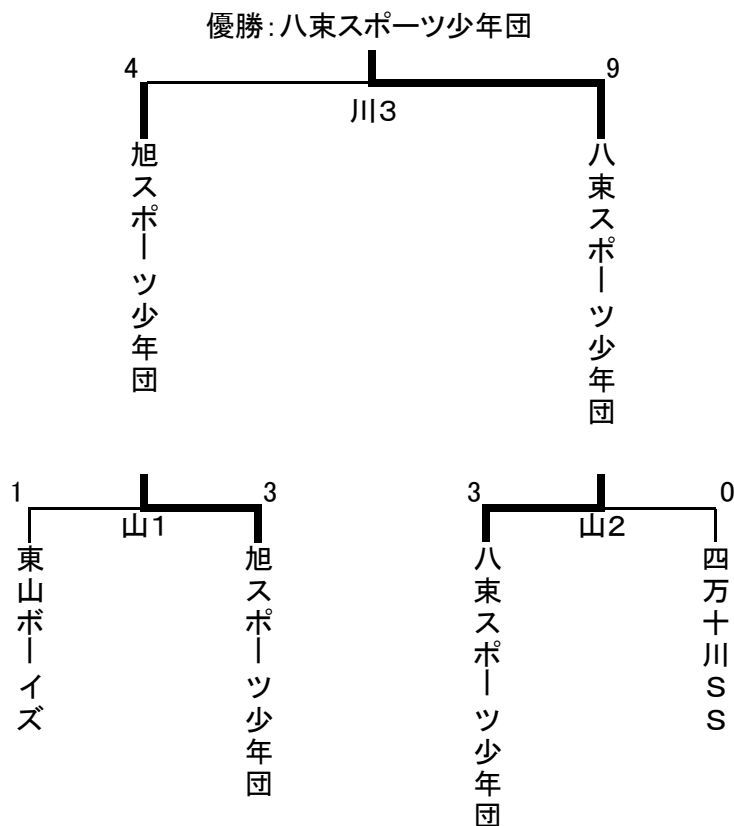 優勝：八束スポーツ少年団
4
9
川３
旭スポーツ少年団
八束スポーツ少年団
1
3
3
0
山１
山２
東山ボーイズ
旭スポーツ少年団
八束スポーツ少年団
四万十川ＳＳ